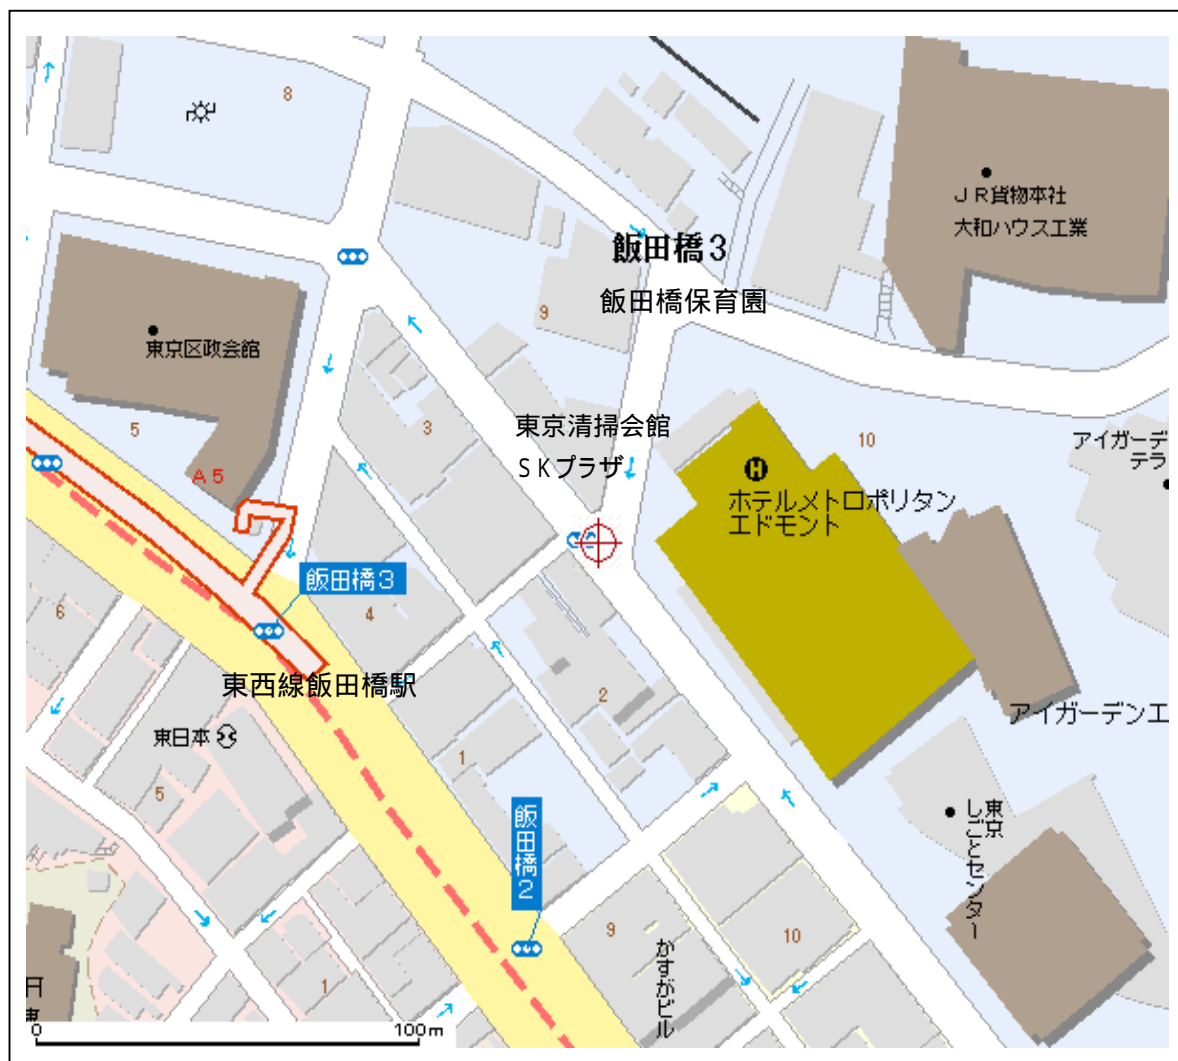 8
JR貨物本社
大和ハウス工業
飯田橋3
飯田橋保育園
9
東京区政会館
5
3
東京清掃会館
SKプラザ
10
アイガーデ
テラ
A5
ホテルメトロポリタン
エドモント
飯田橋3
6
4
東西線飯田橋駅
2
アイガーデンエ
東日本
1
5
飯田橋2
東京
しごとセンター
9
10
かすがビル
1
0
100m